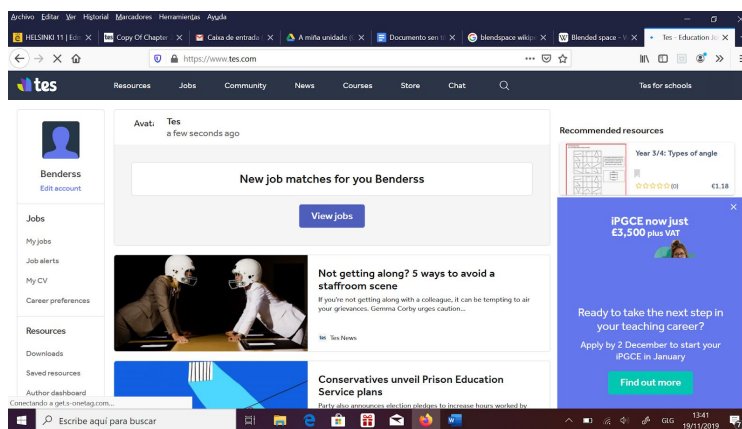 Archivo Editar Ver Historial Marcadores Herramientas Ayuda
HELSINKI 11 | Edm
Copy Of Chapter
Caixa de entrada
A miña unidade
Documento sen tí
blendspace wikipe
Blended space - W
Tes - Education Jo
https://www.tes.com
tes
Resources
Jobs
Community
News
Courses
Store
Chat
Tes for schools
Benderss
Edit account
Jobs
My jobs
Job alerts
My CV
Career preferences
Resources
Downloads
Saved resources
Author dashboard
Avata
Tes
a few seconds ago
New job matches for you Benderss
View jobs
Not getting along? 5 ways to avoid a
staffroom scene
If you're not getting along with a colleague, it can be tempting to air
your grievances. Gemma Corby urges caution...
tes Tes News
Conservatives unveil Prison Education
Service plans
Party also announces election pledges to increase hours worked by
Recommended resources
Year 3/4: Types of angle
(0)
€1.18
iPGCE now just
£3,500 plus VAT
Ready to take the next step in
your teaching career?
Apply by 2 December to start your
iPGCE in January
Find out more
Conectando a get.s-onetag.com...
Escribe aquí para buscar
GLG
13:41
19/11/2019